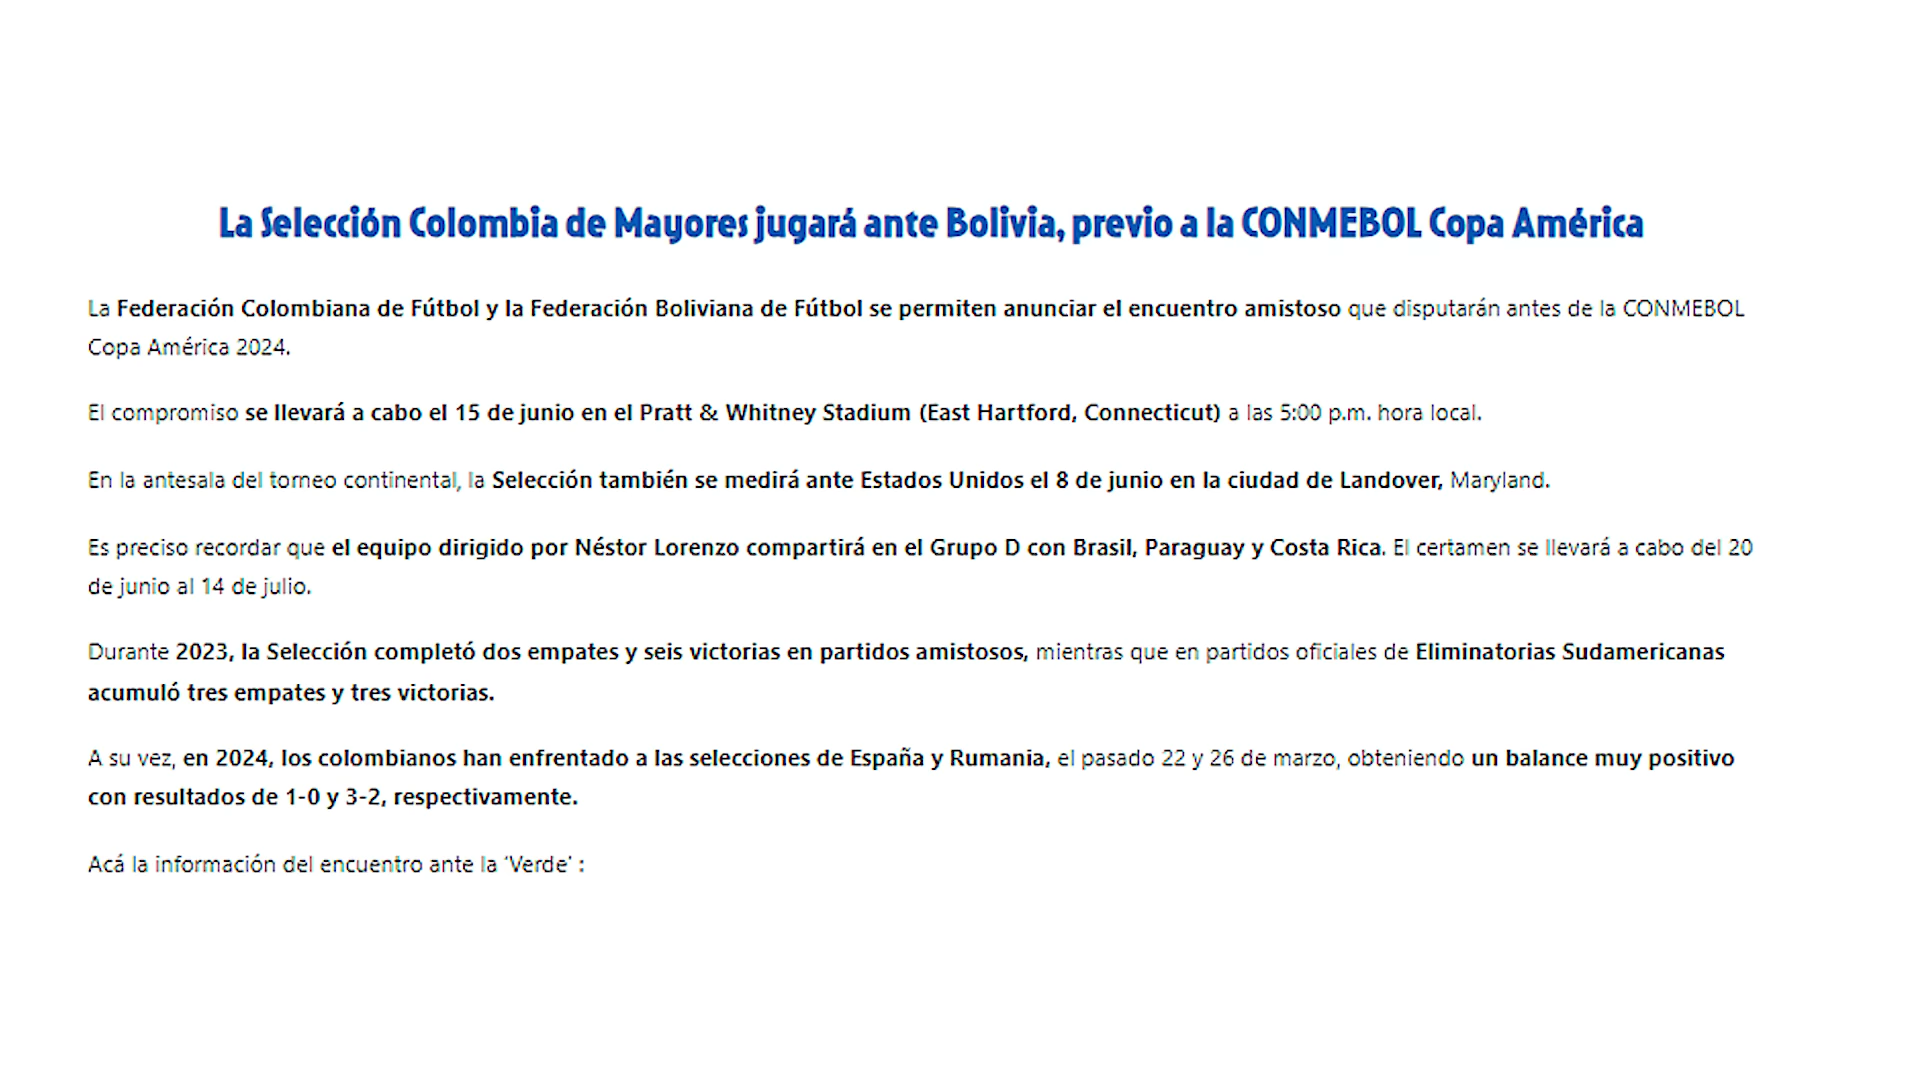 La Selección Colombia de Mayores jugará ante Bolivia, previo a la CONMEBOL Copa América
La Federación Colombiana de Fútbol y la Federación Boliviana de Fútbol se permiten anunciar el encuentro amistoso que disputarán antes de la CONMEBOL
Copa América 2024.
El compromiso se llevará a cabo el 15 de junio en el Pratt & Whitney Stadium (East Hartford, Connecticut) a las 5:00 p.m. hora local.
En la antesala del torneo continental, la Selección también se medirá ante Estados Unidos el 8 de junio en la ciudad de Landover, Maryland.
Es preciso recordar que el equipo dirigido por Néstor Lorenzo compartirá en el Grupo D con Brasil, Paraguay y Costa Rica. El certamen se llevará a cabo del 20
de junio al 14 de julio.
Durante 2023, la Selección completó dos empates y seis victorias en partidos amistosos, mientras que en partidos oficiales de Eliminatorias Sudamericanas
acumuló tres empates y tres victorias.
A su vez, en 2024, los colombianos han enfrentado a las selecciones de España y Rumania, el pasado 22 y 26 de marzo, obteniendo un balance muy positivo
con resultados de 1-0 y 3-2, respectivamente.
Acá la información del encuentro ante la ‘Verde’ :